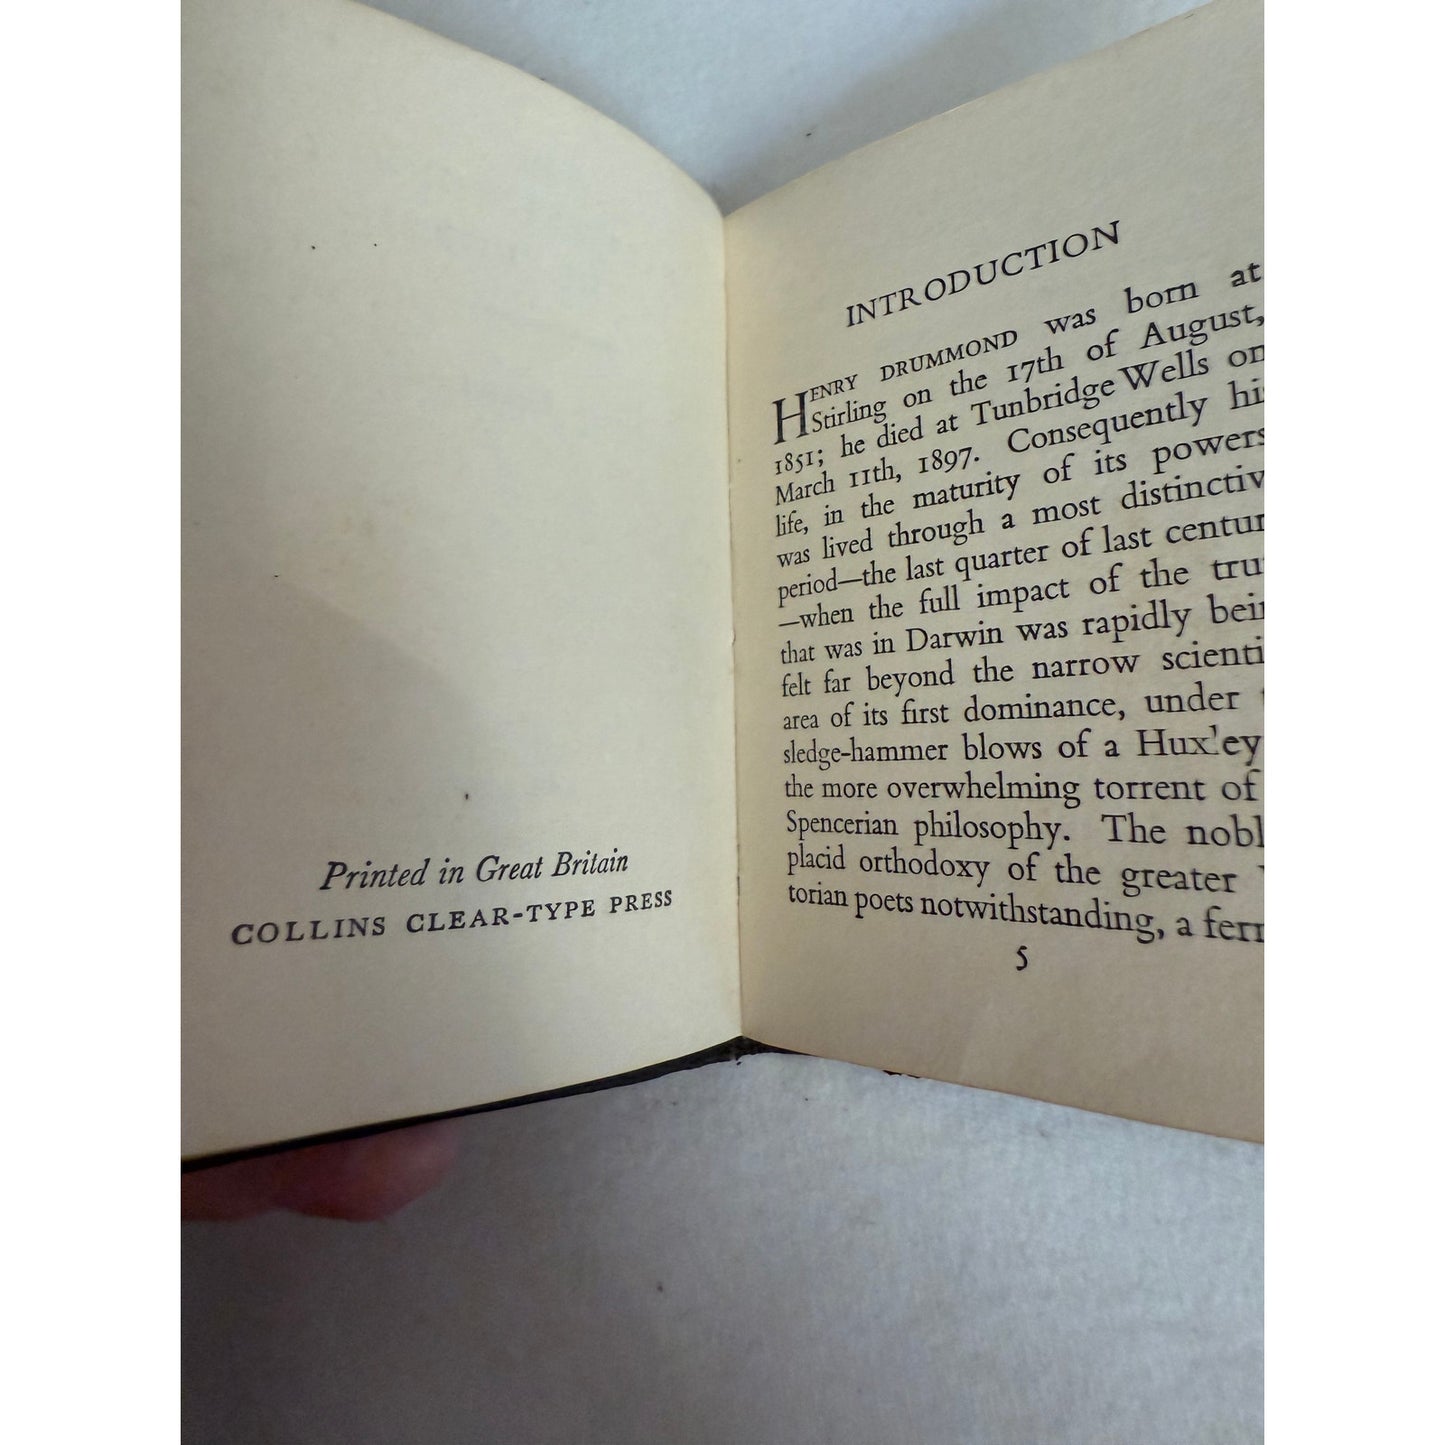 Printed in Great Britain
COLLINS CLEAR-TYPE PRESS
INTRODUCTION
HENRY DRUMMOND was born at
Stirling on the 17th of August,
1851; he died at Tunbridge Wells on
March 11th, 1897. Consequently his
life, in the maturity of its powers
was lived through a most distinctiv
period—the last quarter of last centur
—when the full impact of the tru
that was in Darwin was rapidly bein
felt far beyond the narrow scienti
area of its first dominance, under
sledge-hammer blows of a Huxley
the more overwhelming torrent of
Spencerian philosophy. The nobl
placid orthodoxy of the greater
torian poets notwithstanding, a ferm
5